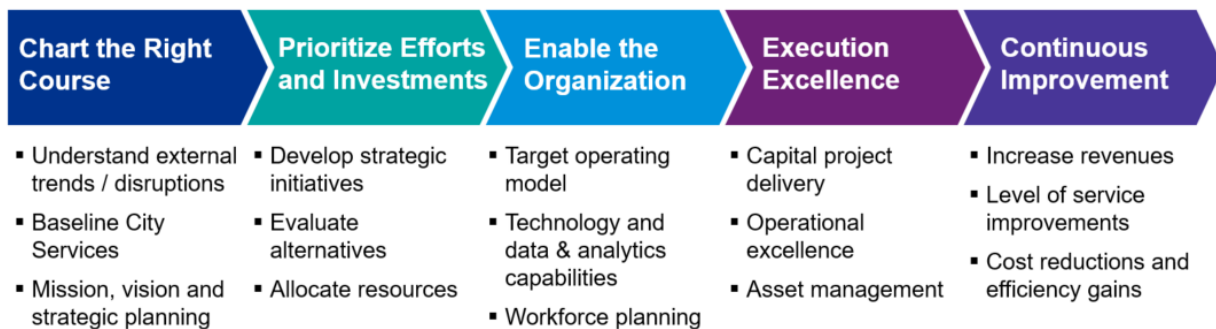 Chart the Right
Course
Prioritize Efforts
and Investments
Enable the
Organization
Execution
Excellence
Continuous
Improvement
▪ Understand external
trends / disruptions
▪ Baseline City
Services
▪ Mission, vision and
strategic planning
▪ Develop strategic
initiatives
▪ Evaluate
alternatives
▪ Allocate resources
▪ Target operating
model
▪ Technology and
data & analytics
capabilities
▪ Workforce planning
▪ Capital project
delivery
▪ Operational
excellence
▪ Asset management
▪ Increase revenues
▪ Level of service
improvements
▪ Cost reductions and
efficiency gains